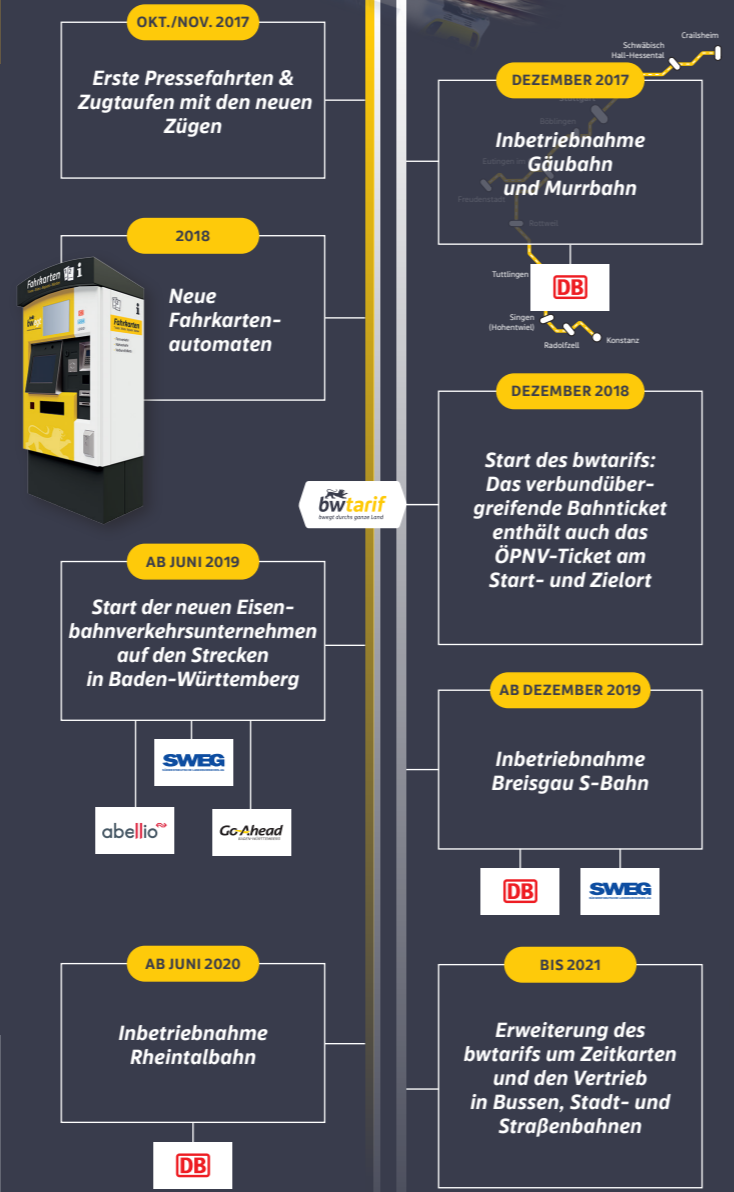 OKT./NOV. 2017
Erste Pressefahrten &
Zugtaufen mit den neuen
Zügen
Crailsheim
Schwäbisch
Hall-Hessental
DEZEMBER 2017
Böblingen
Inbetriebnahme
Gäubahn
und Murrbahn
Freudenstadt
Rottweil
Tuttlingen
DB
Singen
(Hohentwiel)
Radolfzell
Konstanz
2018
Neue
Fahrkarten-
automaten
Fahrkarten
i
bw
i
Fahrkarten
DEZEMBER 2018
Start des bwtarifs:
Das verbundüber-
greifende Bahnticket
enthält auch das
ÖPNV-Ticket am
Start- und Zielort
bwtarif
bwegt durchs ganze Land
AB JUNI 2019
Start der neuen Eisen-
bahnverkehrsunternehmen
auf den Strecken
in Baden-Württemberg
SWEG
abellio
Go-Ahead
BADEN-WÜRTTEMBERG
AB DEZEMBER 2019
Inbetriebnahme
Breisgau S-Bahn
DB
SWEG
AB JUNI 2020
Inbetriebnahme
Rheintalbahn
DB
BIS 2021
Erweiterung des
bwtarifs um Zeitkarten
und den Vertrieb
in Bussen, Stadt- und
Straßenbahnen